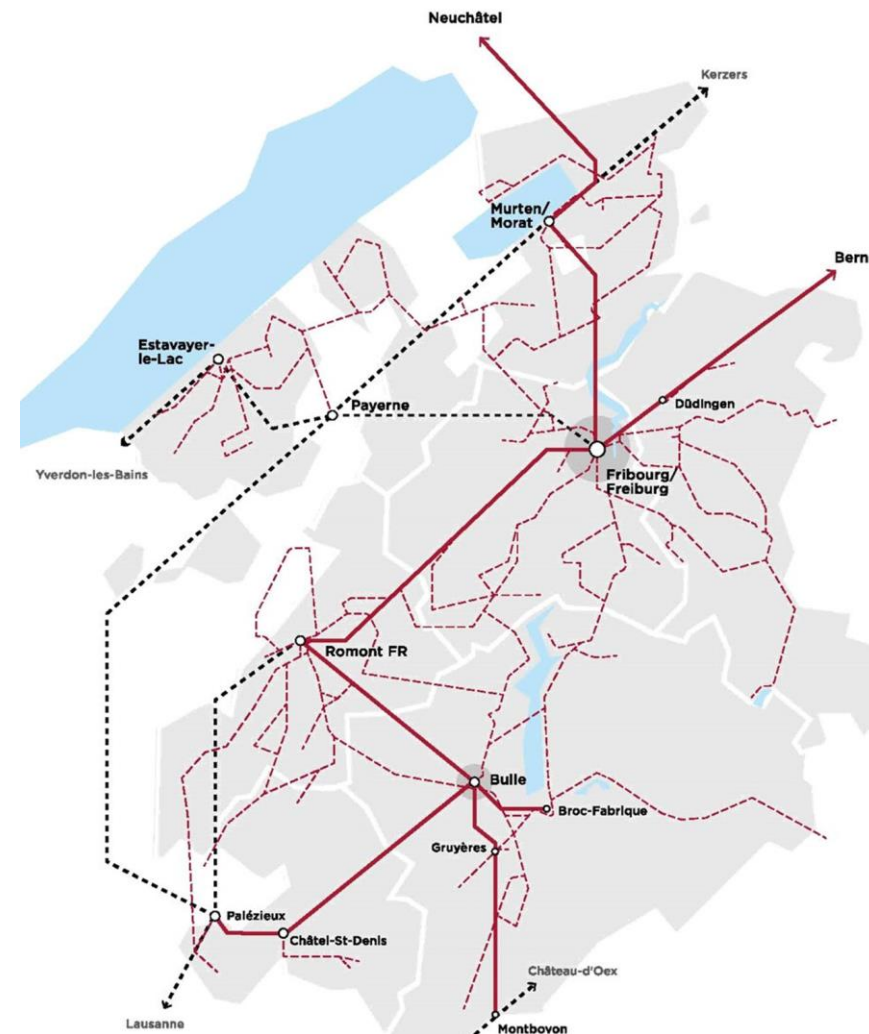 Neuchâtel
Kerzers
Murten/
Morat
Bern
Estavayer-
le-Lac
Payerne
Düdingen
Yverdon-les-Bains
Fribourg/
Freiburg
Romont FR
Bulle
Broc-Fabrique
Gruyères
Palézieux
Châtel-St-Denis
Château-d'Oex
Lausanne
Montbovon